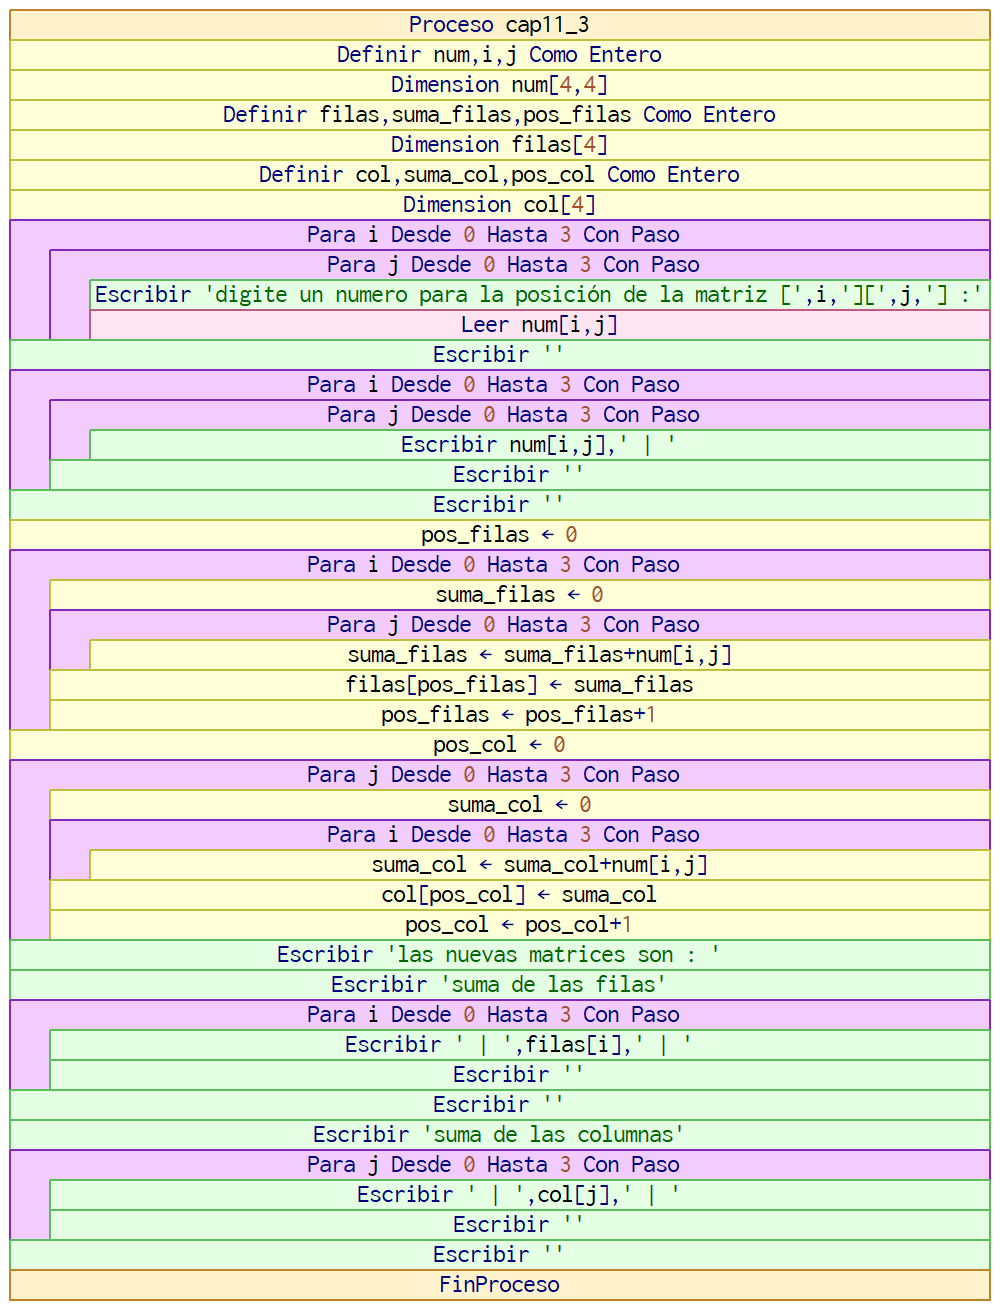 Proceso cap11_3
Definir num,i,j Como Entero
Dimension num[4,4]
Definir filas,suma_filas,pos_filas Como Entero
Dimension filas[4]
Definir col,suma_col,pos_col Como Entero
Dimension col[4]
Para i Desde 0 Hasta 3 Con Paso
Para j Desde 0 Hasta 3 Con Paso
Escribir 'digite un numero para la posición de la matriz [',i,'][',j,'] :'
Leer num[i,j]
Escribir ''
Para i Desde 0 Hasta 3 Con Paso
Para j Desde 0 Hasta 3 Con Paso
Escribir num[i,j],' | '
Escribir ''
Escribir ''
pos_filas ← 0
Para i Desde 0 Hasta 3 Con Paso
suma_filas ← 0
Para j Desde 0 Hasta 3 Con Paso
suma_filas ← suma_filas+num[i,j]
filas[pos_filas] ← suma_filas
pos_filas ← pos_filas+1
pos_col ← 0
Para j Desde 0 Hasta 3 Con Paso
suma_col ← 0
Para i Desde 0 Hasta 3 Con Paso
suma_col ← suma_col+num[i,j]
col[pos_col] ← suma_col
pos_col ← pos_col+1
Escribir 'las nuevas matrices son : '
Escribir 'suma de las filas'
Para i Desde 0 Hasta 3 Con Paso
Escribir ' | ',filas[i],' | '
Escribir ''
Escribir ''
Escribir 'suma de las columnas'
Para j Desde 0 Hasta 3 Con Paso
Escribir ' | ',col[j],' | '
Escribir ''
Escribir ''
FinProceso